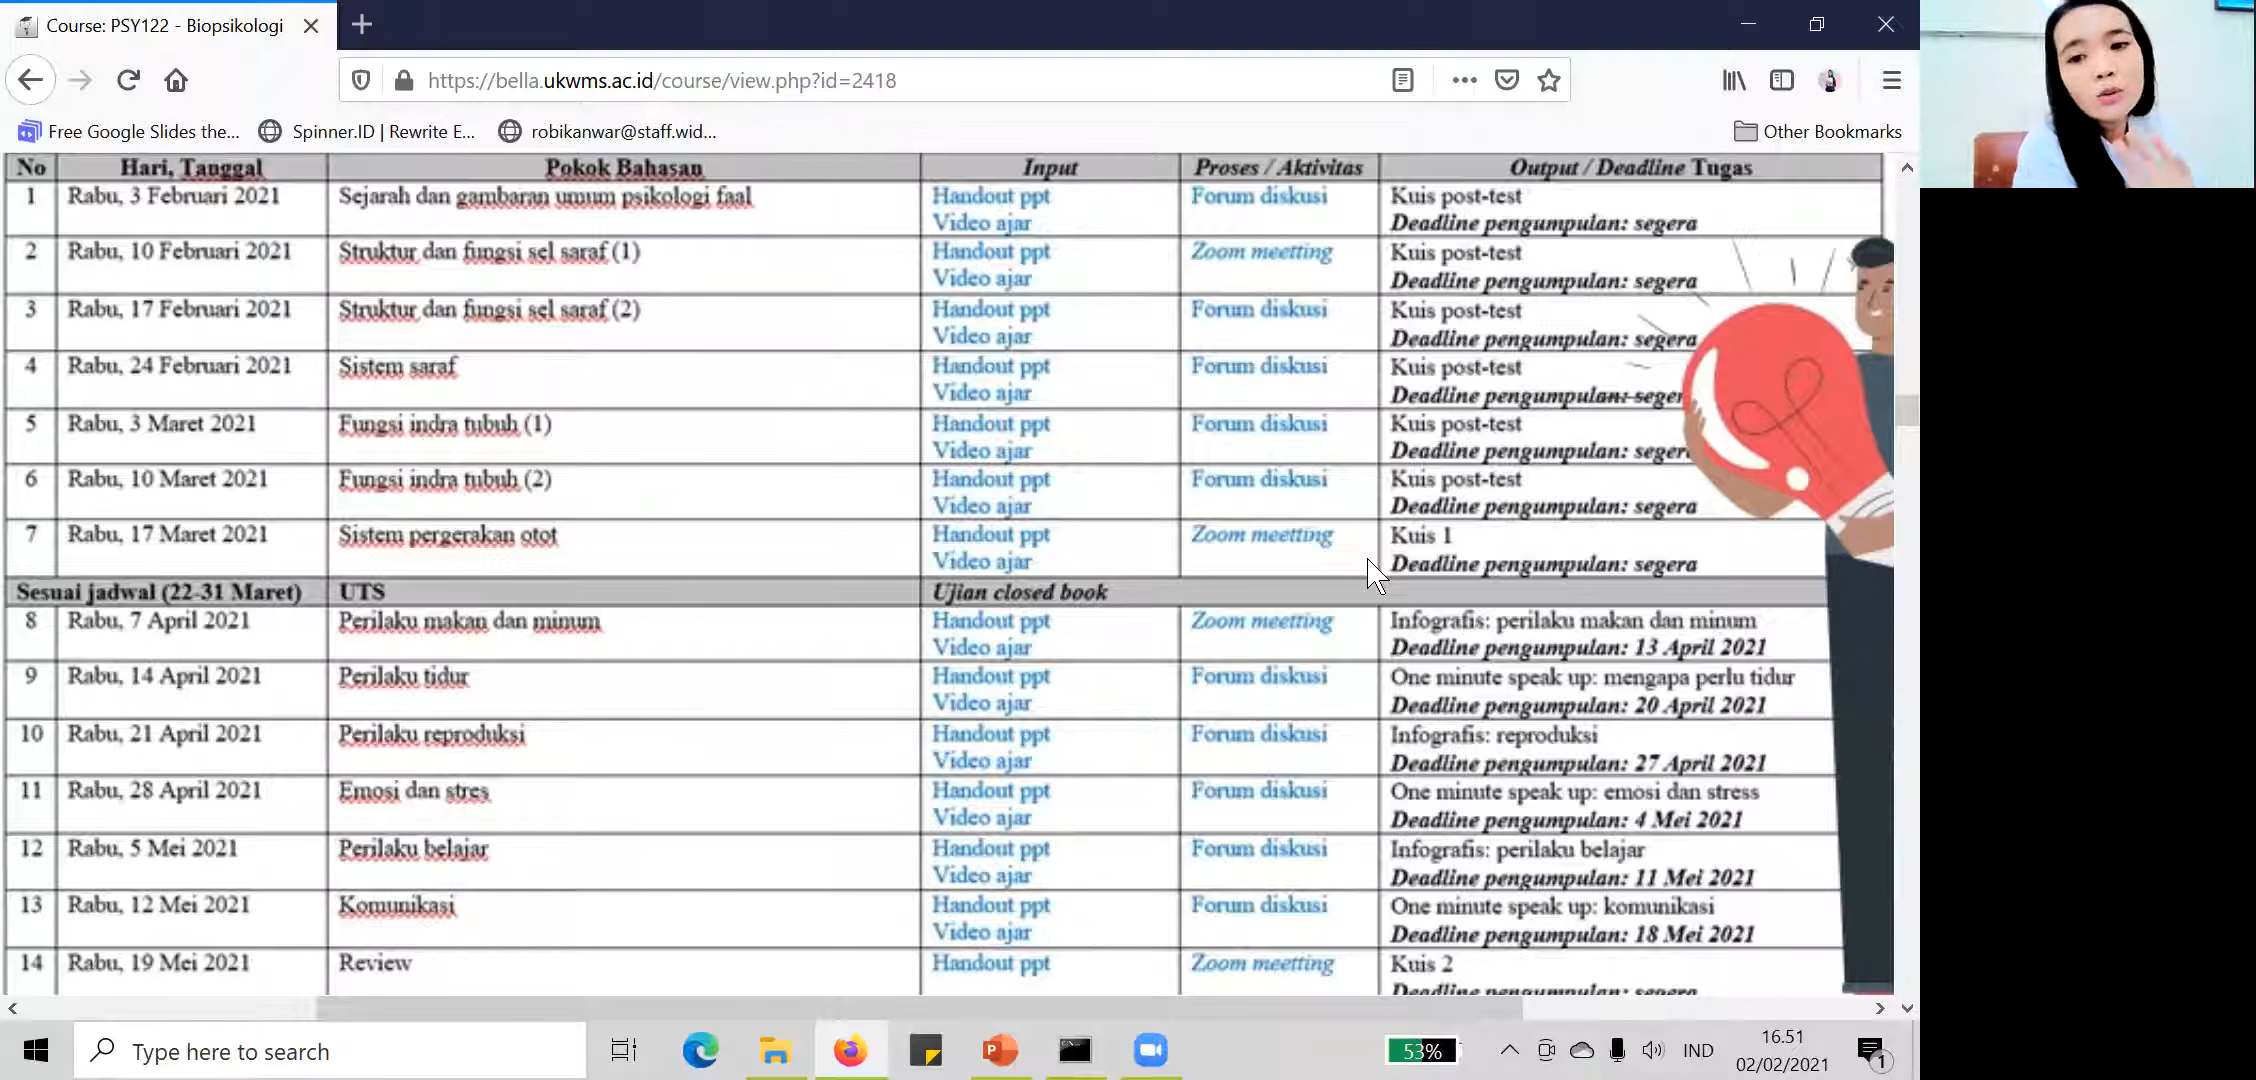 Course: PSY122 - Biopsikologi
https://bella.ukwms.ac.id/course/view.php?id=2418
Free Google Slides the... Spinner.ID | Rewrite E... robikanwar@staff.wid... Other Bookmarks
No Hari, Tanggal Pokok Bahasan Input Proses / Aktivitas Output / Deadline Tugas
1 Rabu, 3 Februari 2021 Sejarah dan gambaran umum psikologi faal Handout ppt Forum diskusi Kuis post-test
Video ajar Deadline pengumpulan: segera
2 Rabu, 10 Februari 2021 Struktur dan fungsi sel saraf (1) Handout ppt Zoom meetting Kuis post-test
Video ajar Deadline pengumpulan: segera
3 Rabu, 17 Februari 2021 Struktur dan fungsi sel saraf (2) Handout ppt Forum diskusi Kuis post-test
Video ajar Deadline pengumpulan: segera
4 Rabu, 24 Februari 2021 Sistem saraf Handout ppt Forum diskusi Kuis post-test
Video ajar Deadline pengumpulan: seger
5 Rabu, 3 Maret 2021 Fungsi indra tubuh (1) Handout ppt Forum diskusi Kuis post-test
Video ajar Deadline pengumpulan: seger
6 Rabu, 10 Maret 2021 Fungsi indra tubuh (2) Handout ppt Forum diskusi Kuis post-test
Video ajar Deadline pengumpulan: segera
7 Rabu, 17 Maret 2021 Sistem pergerakan otot Handout ppt Zoom meetting Kuis 1
Video ajar Deadline pengumpulan: segera
Sesuai jadwal (22-31 Maret) UTS Ujian closed book
8 Rabu, 7 April 2021 Perilaku makan dan minum Handout ppt Zoom meetting Infografis: perilaku makan dan minum
Video ajar Deadline pengumpulan: 13 April 2021
9 Rabu, 14 April 2021 Perilaku tidur Handout ppt Forum diskusi One minute speak up: mengapa perlu tidur
Video ajar Deadline pengumpulan: 20 April 2021
10 Rabu, 21 April 2021 Perilaku reproduksi Handout ppt Forum diskusi Infografis: reproduksi
Video ajar Deadline pengumpulan: 27 April 2021
11 Rabu, 28 April 2021 Emosi dan stres Handout ppt Forum diskusi One minute speak up: emosi dan stress
Video ajar Deadline pengumpulan: 4 Mei 2021
12 Rabu, 5 Mei 2021 Perilaku belajar Handout ppt Forum diskusi Infografis: perilaku belajar
Video ajar Deadline pengumpulan: 11 Mei 2021
13 Rabu, 12 Mei 2021 Komunikasi Handout ppt Forum diskusi One minute speak up: komunikasi
Video ajar Deadline pengumpulan: 18 Mei 2021
14 Rabu, 19 Mei 2021 Review Handout ppt Zoom meetting Kuis 2
Deadline pengumpulan: segera
Type here to search 53% IND 16.51
02/02/2021 1